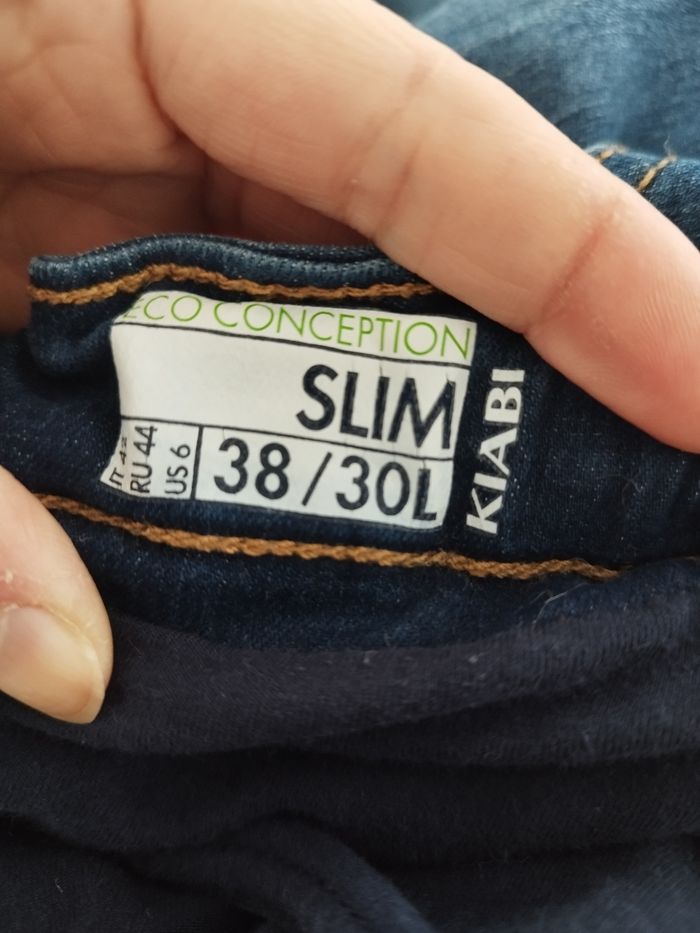 ECO CONCEPTION
SLIM
38/30L
IT 42
RU 44
US 6
KIABI